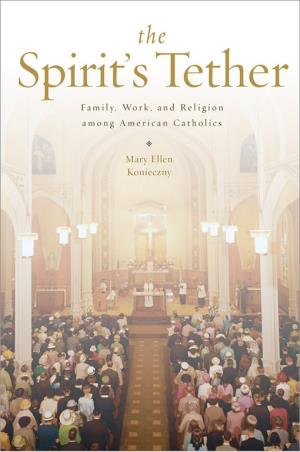 the
Spirit's Tether
Family, Work, and Religion
among American Catholics
Mary Ellen
Konieczny